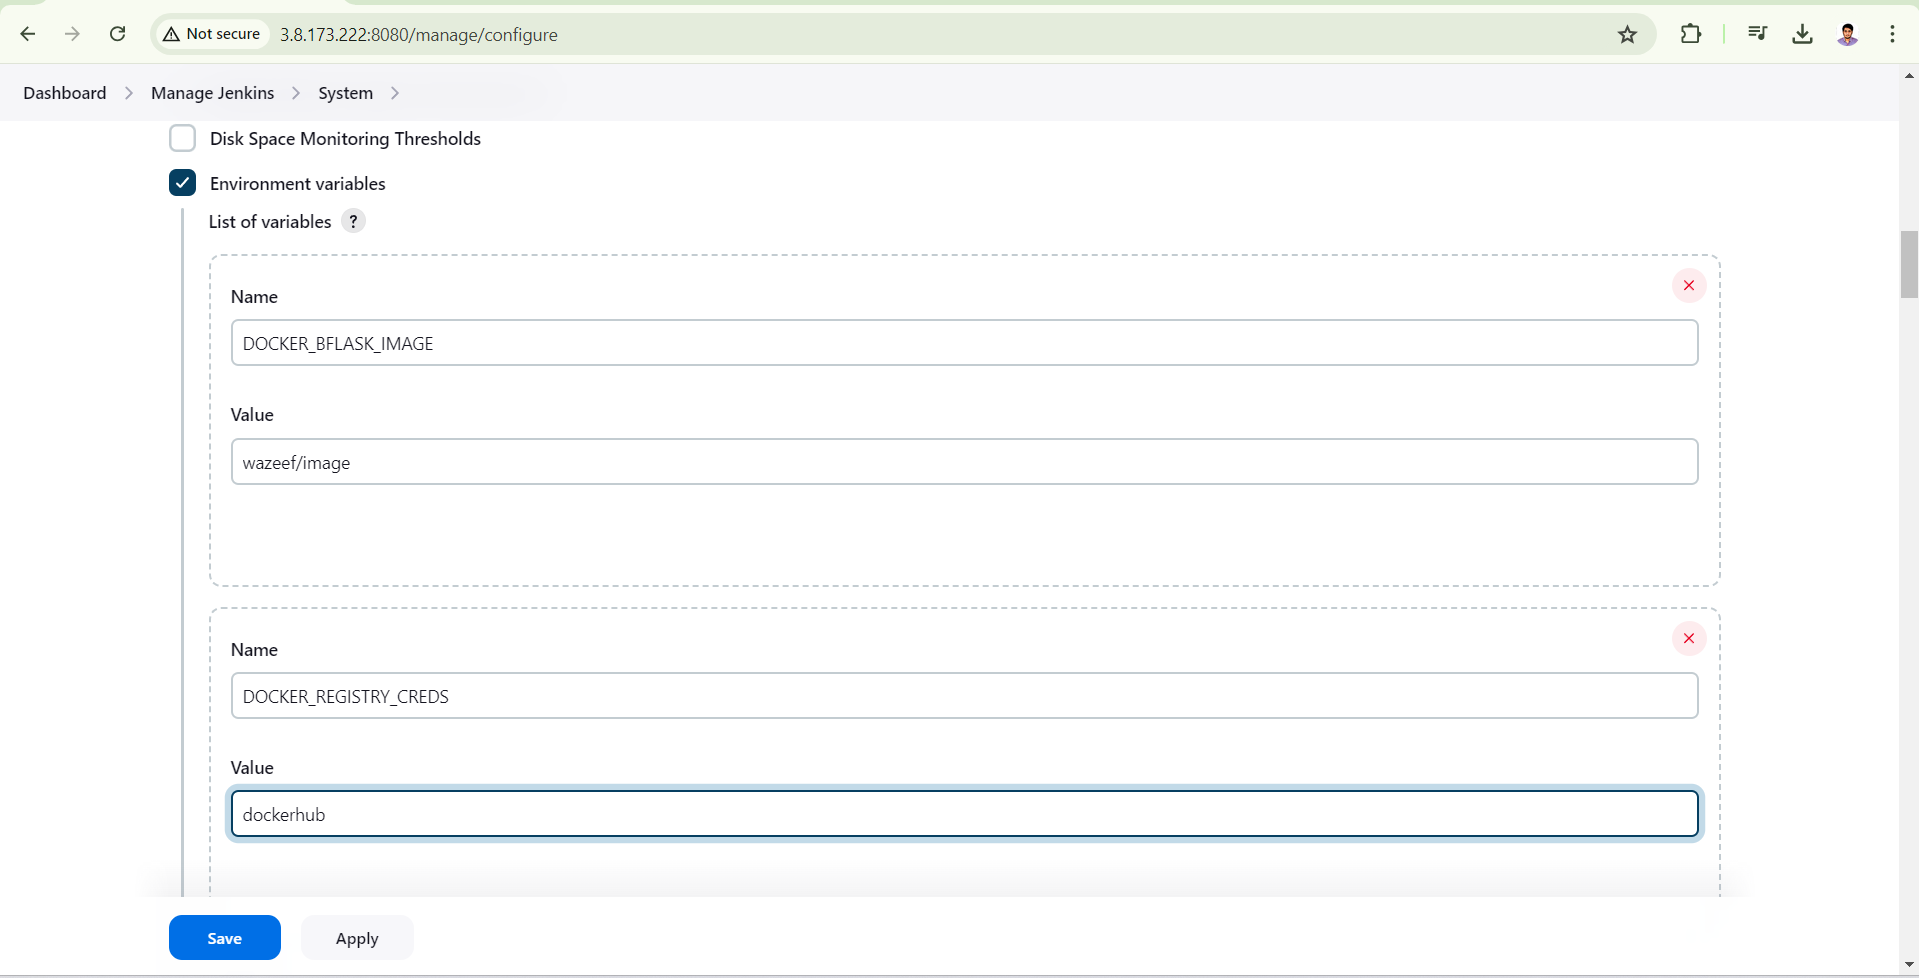 Not secure 3.8.173.222:8080/manage/configure
Dashboard > Manage Jenkins > System >
Disk Space Monitoring Thresholds
Environment variables
List of variables ?
Name
DOCKER_BFLASK_IMAGE
Value
wazeef/image
Name
DOCKER_REGISTRY_CREDS
Value
dockerhub
Save Apply